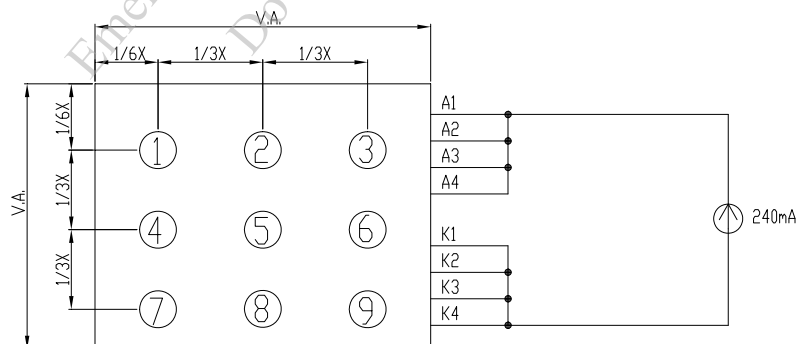 V.A.
1/6X 1/3X 1/3X
V.A.
1/6X
1/3X
1/3X
1 2 3
4 5 6
7 8 9
A1
A2
A3
A4
K1
K2
K3
K4
240mA